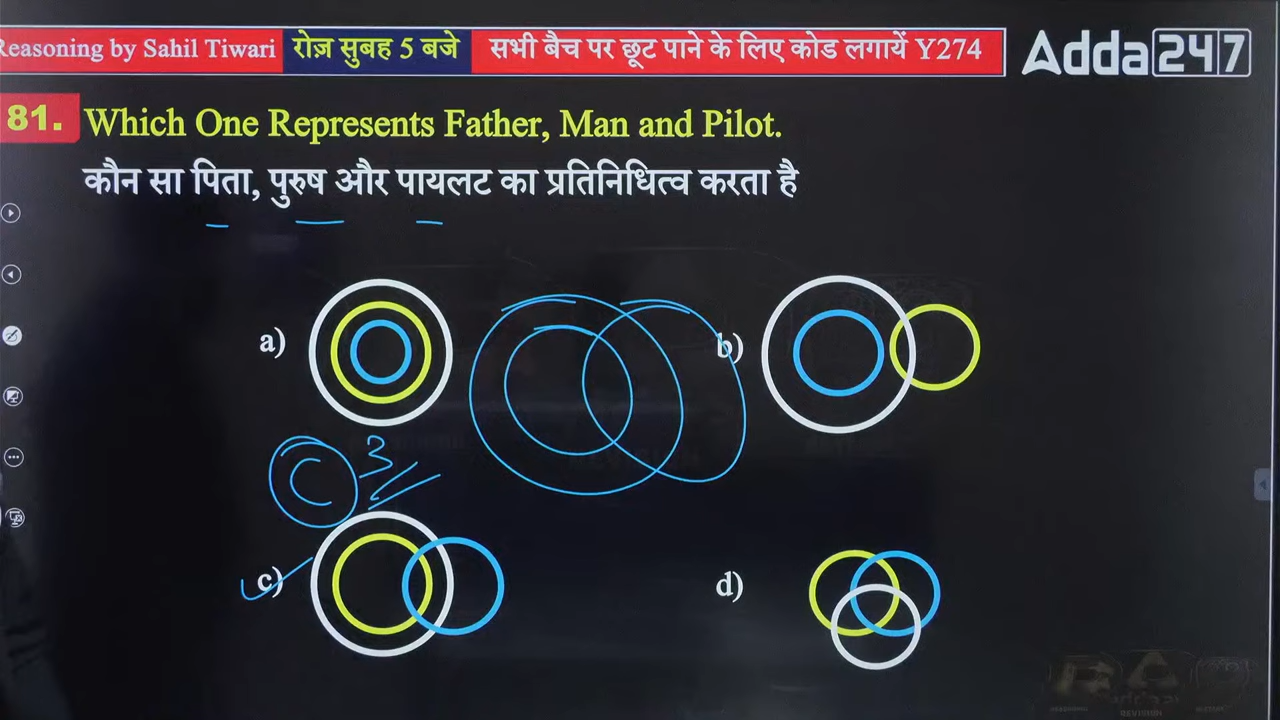 Reasoning by Sahil Tiwari रोज़ सुबह 5 बजे सभी बैच पर छूट पाने के लिए कोड लगायें Y274 Adda247
81. Which One Represents Father, Man and Pilot.
कौन सा पिता, पुरुष और पायलट का प्रतिनिधित्व करता है
a) b)
C 3
c) d)